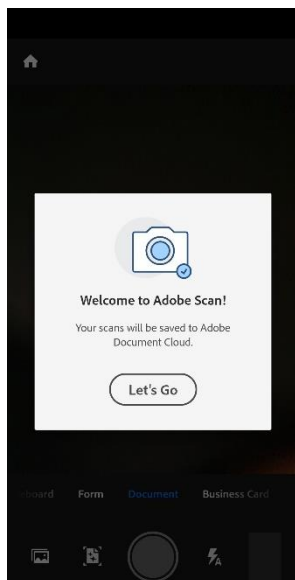 Welcome to Adobe Scan!
Your scans will be saved to Adobe
Document Cloud.
Let's Go
eboard Form Document Business Card
A